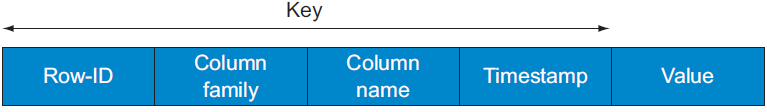 Key
Row-ID
Column
family
Column
name
Timestamp
Value